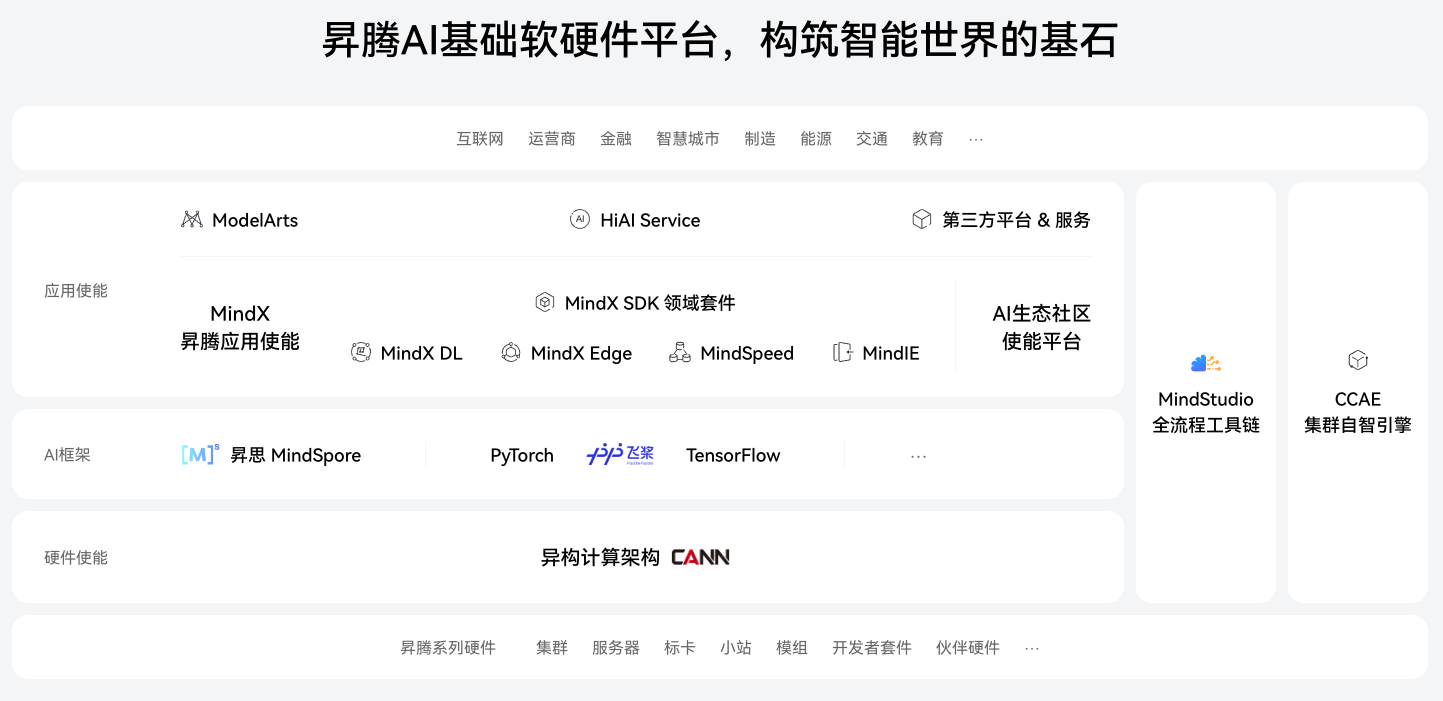 昇腾AI基础软硬件平台，构筑智能世界的基石
互联网 运营商 金融 智慧城市 制造 能源 交通 教育 ···
应用使能
ModelArts
AI HiAI Service
第三方平台 & 服务
MindX
昇腾应用使能
MindX SDK 领域套件
MindX DL MindX Edge MindSpeed MindIE
AI生态社区
使能平台
AI框架
[M]s 昇思 MindSpore
PyTorch 飞桨 TensorFlow ···
硬件使能
异构计算架构 CANN
MindStudio
全流程工具链
CCAE
集群自智引擎
昇腾系列硬件 集群 服务器 标卡 小站 模组 开发者套件 伙伴硬件 ···